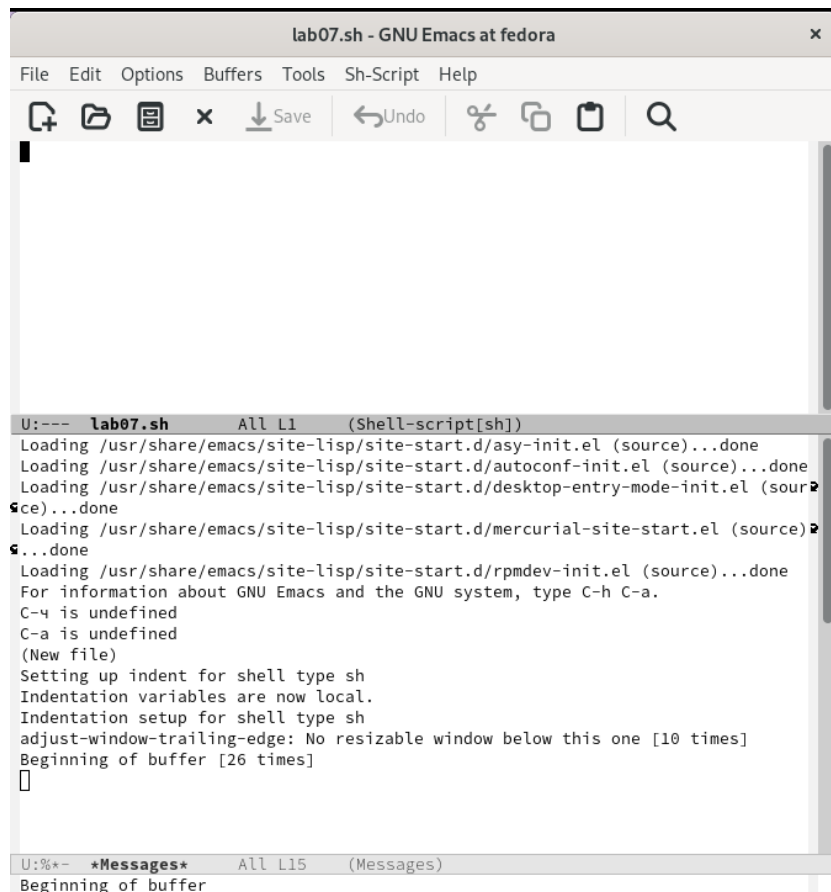 lab07.sh - GNU Emacs at fedora
File Edit Options Buffers Tools Sh-Script Help
Save Undo
U:--- lab07.sh All L1 (Shell-script[sh])
Loading /usr/share/emacs/site-lisp/site-start.d/asy-init.el (source)...done
Loading /usr/share/emacs/site-lisp/site-start.d/autoconf-init.el (source)...done
Loading /usr/share/emacs/site-lisp/site-start.d/desktop-entry-mode-init.el (sour
ce)...done
Loading /usr/share/emacs/site-lisp/site-start.d/mercurial-site-start.el (source)
...done
Loading /usr/share/emacs/site-lisp/site-start.d/rpmdev-init.el (source)...done
For information about GNU Emacs and the GNU system, type C-h C-a.
C-ч is undefined
C-а is undefined
(New file)
Setting up indent for shell type sh
Indentation variables are now local.
Indentation setup for shell type sh
adjust-window-trailing-edge: No resizable window below this one [10 times]
Beginning of buffer [26 times]
U:%*- *Messages* All L15 (Messages)
Beginning of buffer